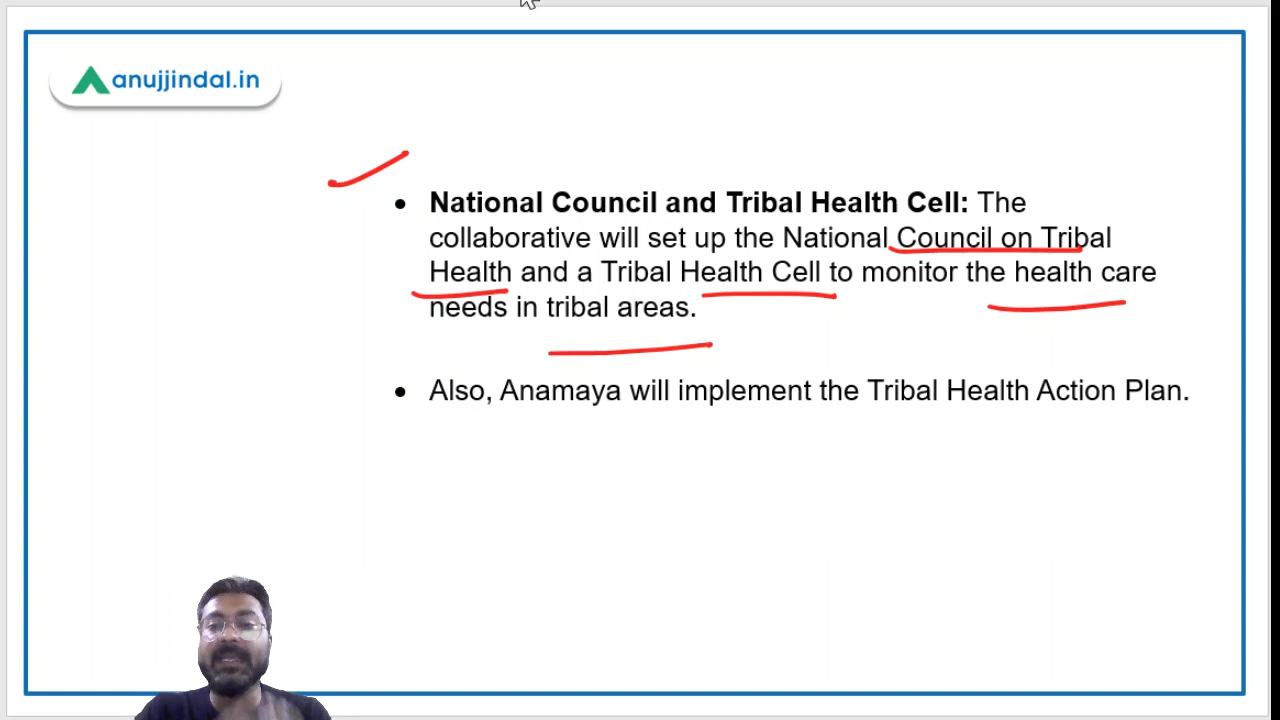 anujjindal.in
National Council and Tribal Health Cell: The
collaborative will set up the National Council on Tribal
Health and a Tribal Health Cell to monitor the health care
needs in tribal areas.
Also, Anamaya will implement the Tribal Health Action Plan.